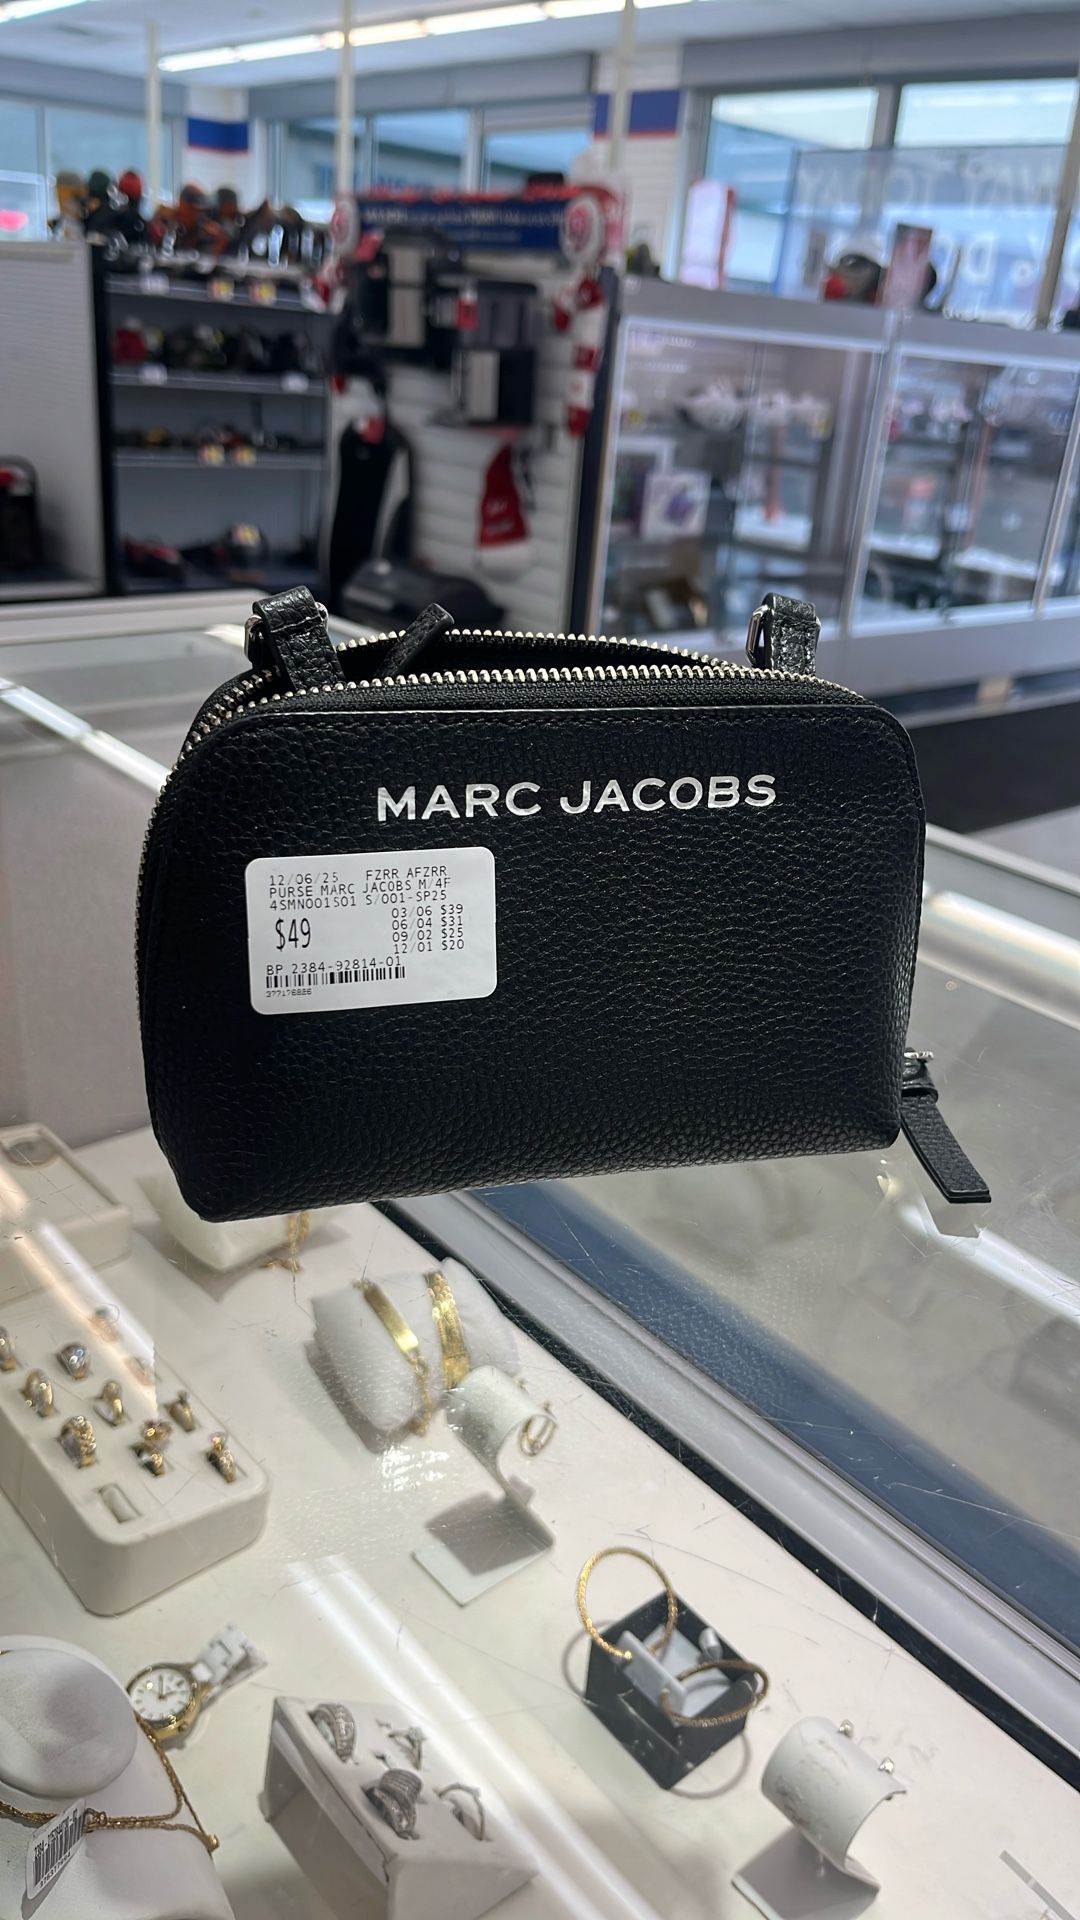 MARC JACOBS
12/06/25 FZRR AFZRR
PURSE MARC JACOBS M/4F
4SMN001S01 S/001-SP25
$49
03/06 $39
06/04 $31
09/02 $25
12/01 $20
BP 2384-92814-01
377176826